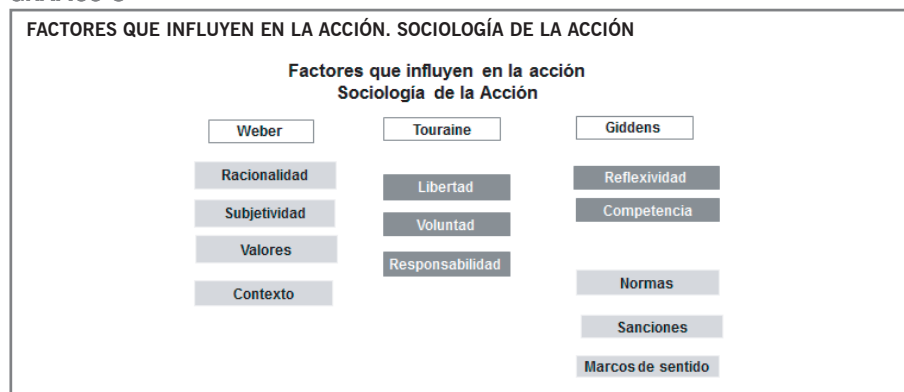 FACTORES QUE INFLUYEN EN LA ACCIÓN. SOCIOLOGÍA DE LA ACCIÓN
Factores que influyen en la acción
Sociología de la Acción
Weber
Racionalidad
Subjetividad
Valores
Contexto
Touraine
Libertad
Voluntad
Responsabilidad
Giddens
Reflexividad
Competencia
Normas
Sanciones
Marcos de sentido